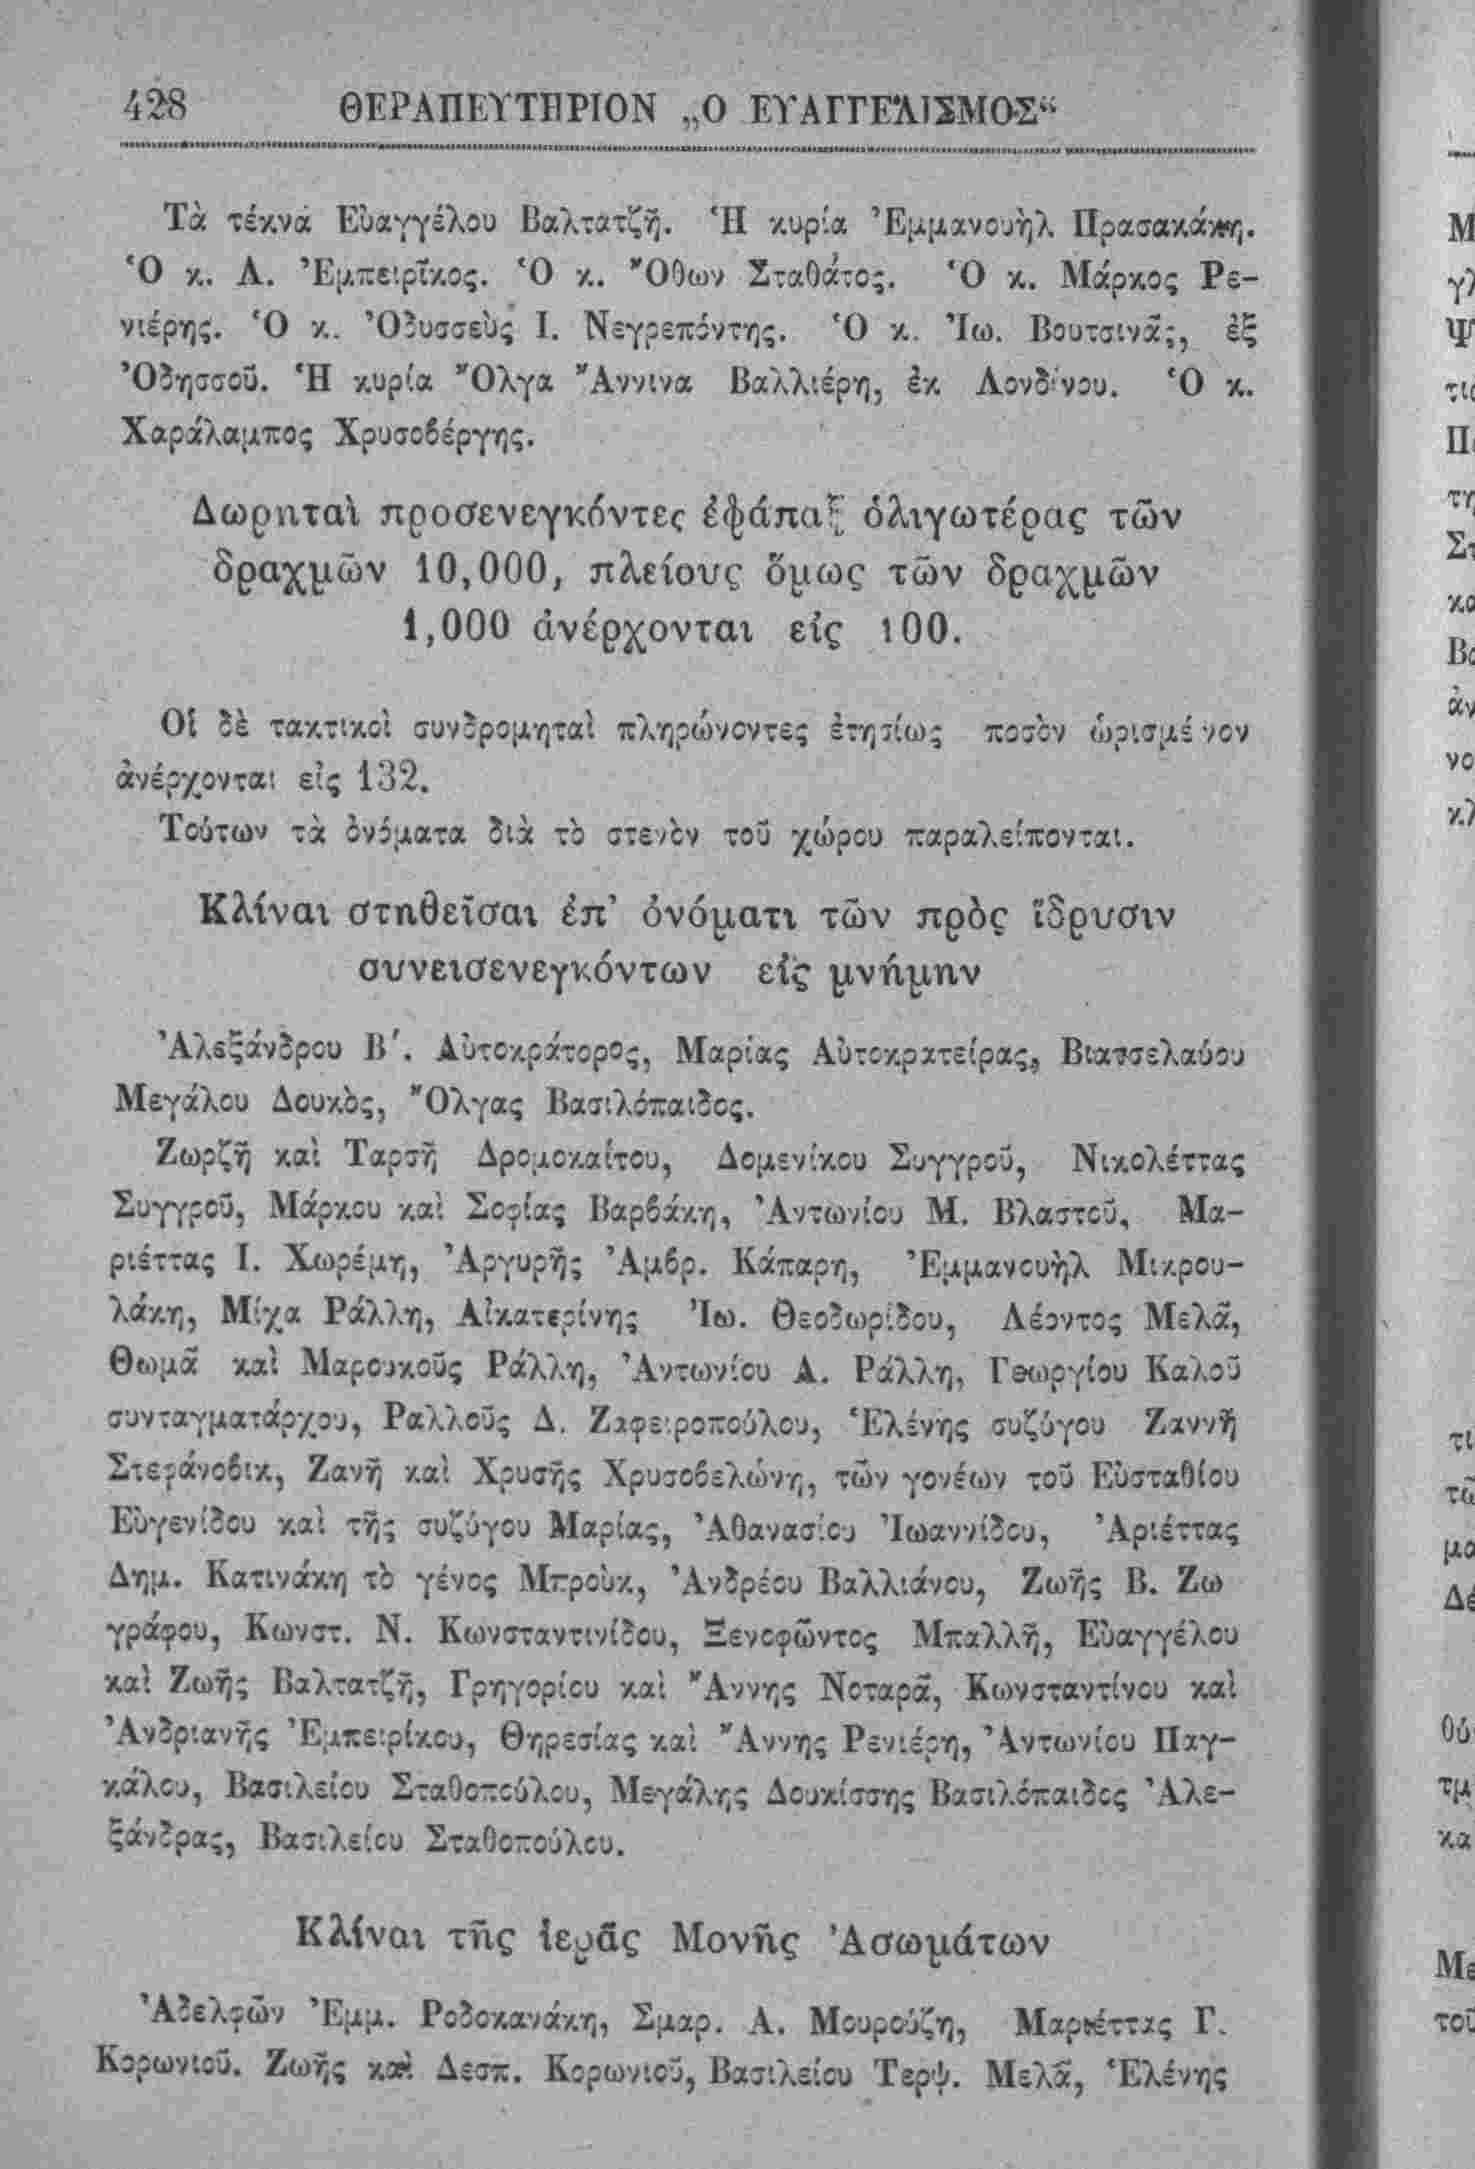 428 ΘΕΡΑΠΕΥΤΗΡΙΟΝ „Ο ΕΥΑΓΓΕΛΙΣΜΟΣ“
Τὰ τέκνα Εὐαγγέλου Βαλτατζῆ. Ἡ κυρία Ἐμμανουὴλ Πρασακάκη.
Ὁ κ. Α. Ἐμπειρῖκος. Ὁ κ. Ὄθων Σταθάτος. Ὁ κ. Μάρκος Ρε-
νιέρης. Ὁ κ. Ὀδυσσεὺς Ι. Νεγρεπόντης. Ὁ κ. Ἰω. Βουτσινᾶς, ἐξ
Ὀδησσοῦ. Ἡ κυρία Ὄλγα Ἄννινα Βαλλιέρη, ἐκ Λονδίνου. Ὁ κ.
Χαράλαμπος Χρυσοβέργης.
Δωρηταὶ προσενεγκόντες ἐφάπαξ ὀλιγωτέρας τῶν
δραχμῶν 10,000, πλείους ὅμως τῶν δραχμῶν
1,000 ἀνέρχονται εἰς 100.
Οἱ δὲ τακτικοὶ συνδρομηταὶ πληρώνοντες ἐτησίως ποσὸν ὡρισμένον
ἀνέρχονται εἰς 132.
Τούτων τὰ ὀνόματα διὰ τὸ στενὸν τοῦ χώρου παραλείπονται.
Κλίναι στηθεῖσαι ἐπ’ ὀνόματι τῶν πρὸς ἵδρυσιν
συνεισενεγκόντων εἰς μνήμην
Ἀλεξάνδρου Β΄. Αὐτοκράτορος, Μαρίας Αὐτοκρατείρας, Βιατσελαύου
Μεγάλου Δουκὸς, Ὄλγας Βασιλόπαιδος.
Ζωρζῆ καὶ Ταρσῆ Δρομοκαίτου, Δομενίκου Συγγροῦ, Νικολέττας
Συγγροῦ, Μάρκου καὶ Σοφίας Βαρβάκη, Ἀντωνίου Μ. Βλαστοῦ, Μα-
ριέττας Ι. Χωρέμη, Ἀργυρῆς Ἀμβρ. Κάπαρη, Ἐμμανουὴλ Μικρου-
λάκη, Μίχα Ράλλη, Αἰκατερίνης Ἰω. Θεοδωρίδου, Λέοντος Μελᾶ,
Θωμᾶ καὶ Μαρουκοῦς Ράλλη, Ἀντωνίου Α. Ράλλη, Γεωργίου Καλοῦ
συνταγματάρχου, Ραλλοῦς Δ. Ζαφειροπούλου, Ἑλένης συζύγου Ζαννῆ
Στεφάνοβικ, Ζανῆ καὶ Χρυσῆς Χρυσοβελώνη, τῶν γονέων τοῦ Εὐσταθίου
Εὐγενίδου καὶ τῆς συζύγου Μαρίας, Ἀθανασίου Ἰωαννίδου, Ἀριέττας
Δημ. Κατινάκη τὸ γένος Μπροὺκ, Ἀνδρέου Βαλλιάνου, Ζωῆς Β. Ζω
γράφου, Κωνστ. Ν. Κωνσταντινίδου, Ξενοφῶντος Μπαλλῆ, Εὐαγγέλου
καὶ Ζωῆς Βαλτατζῆ, Γρηγορίου καὶ Ἄννης Νοταρᾶ, Κωνσταντίνου καὶ
Ἀνδριανῆς Ἐμπειρίκου, Θηρεσίας καὶ Ἄννης Ρενιέρη, Ἀντωνίου Παγ-
κάλου, Βασιλείου Σταθοπούλου, Μεγάλης Δουκίσσης Βασιλόπαιδος Ἀλε-
ξάνδρας, Βασιλείου Σταθοπούλου.
Κλίναι τῆς ἱερᾶς Μονῆς Ἀσωμάτων
Ἀδελφῶν Ἐμμ. Ροδοκανάκη, Σμαρ. Α. Μουρούζη, Μαριέττας Γ.
Κορωνιοῦ. Ζωῆς καὶ Δεσπ. Κορωνιοῦ, Βασιλείου Τερψ. Μελᾶ, Ἑλένης